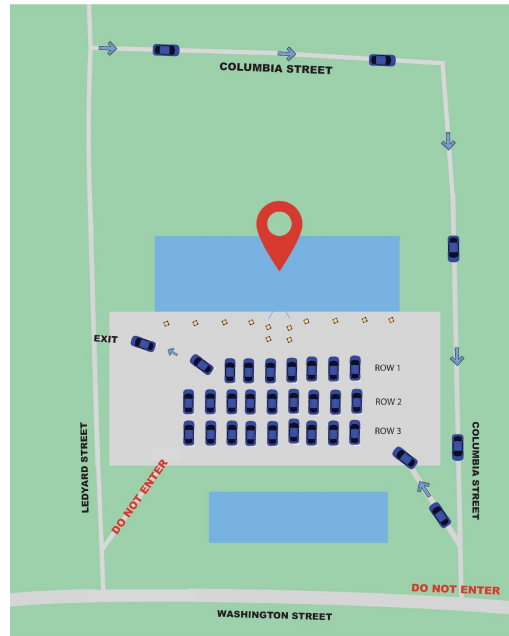 COLUMBIA STREET
EXIT
ROW 1
ROW 2
ROW 3
LEDYARD STREET
DO NOT ENTER
COLUMBIA STREET
DO NOT ENTER
WASHINGTON STREET